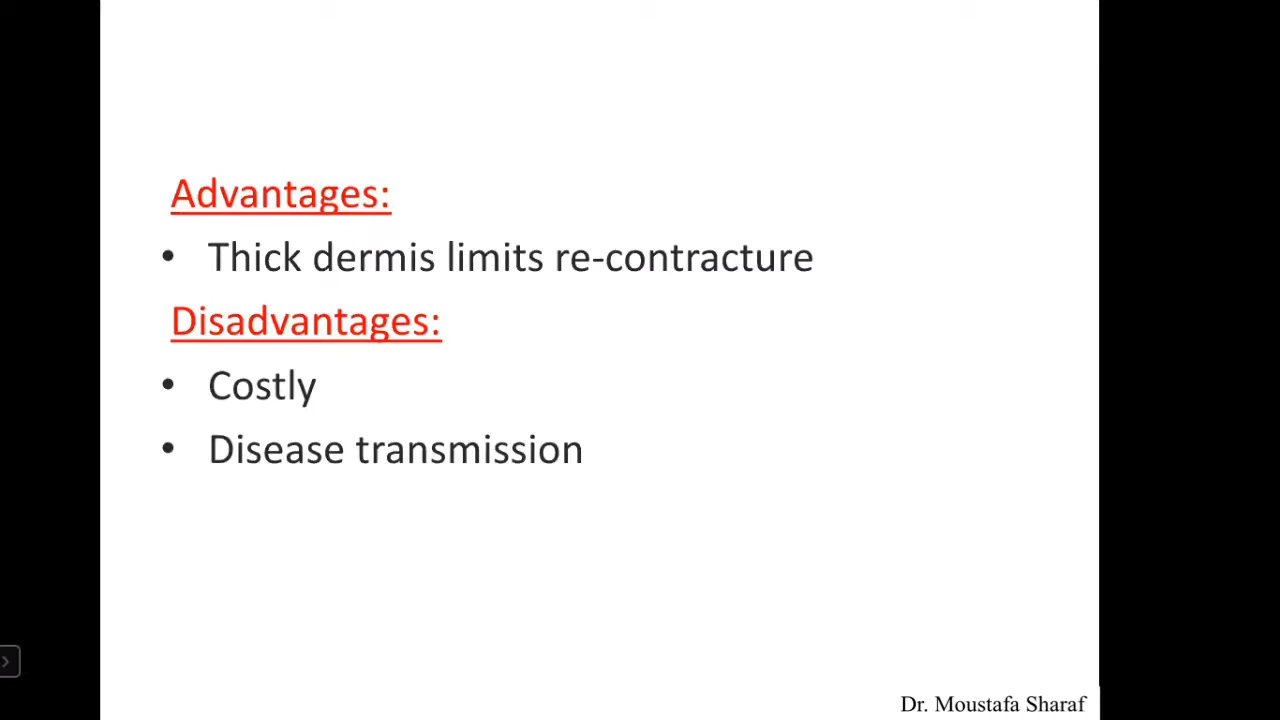 Advantages:
• Thick dermis limits re-contracture
Disadvantages:
• Costly
• Disease transmission
Dr. Moustafa Sharaf